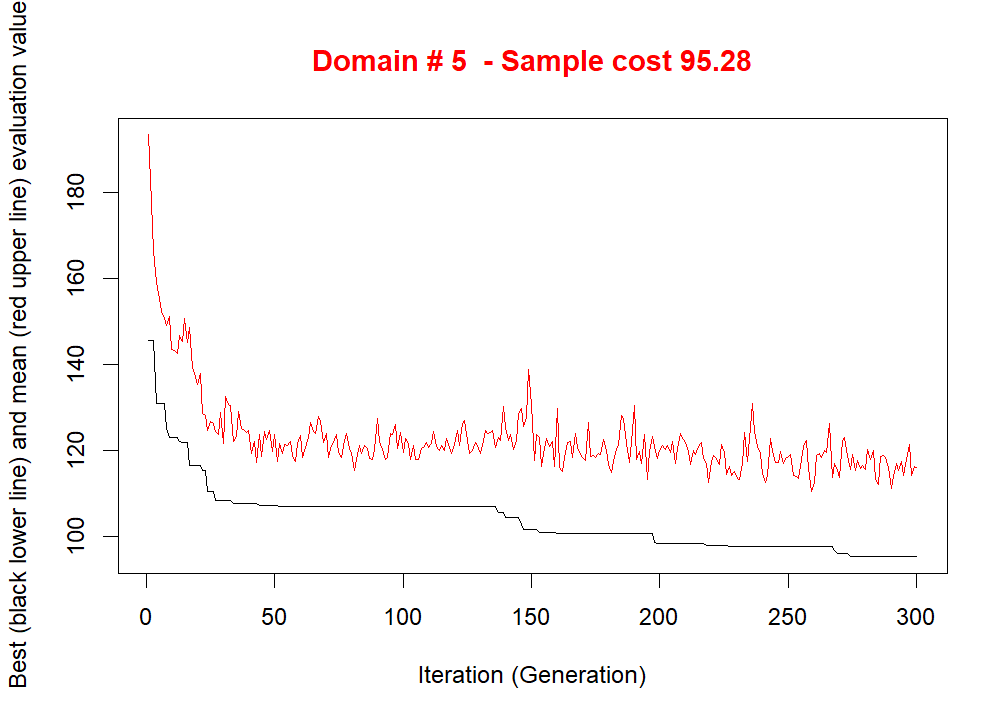 Domain # 5  - Sample cost 95.28
Best (black lower line) and mean (red upper line) evaluation value
180
160
140
120
100
0 50 100 150 200 250 300
Iteration (Generation)